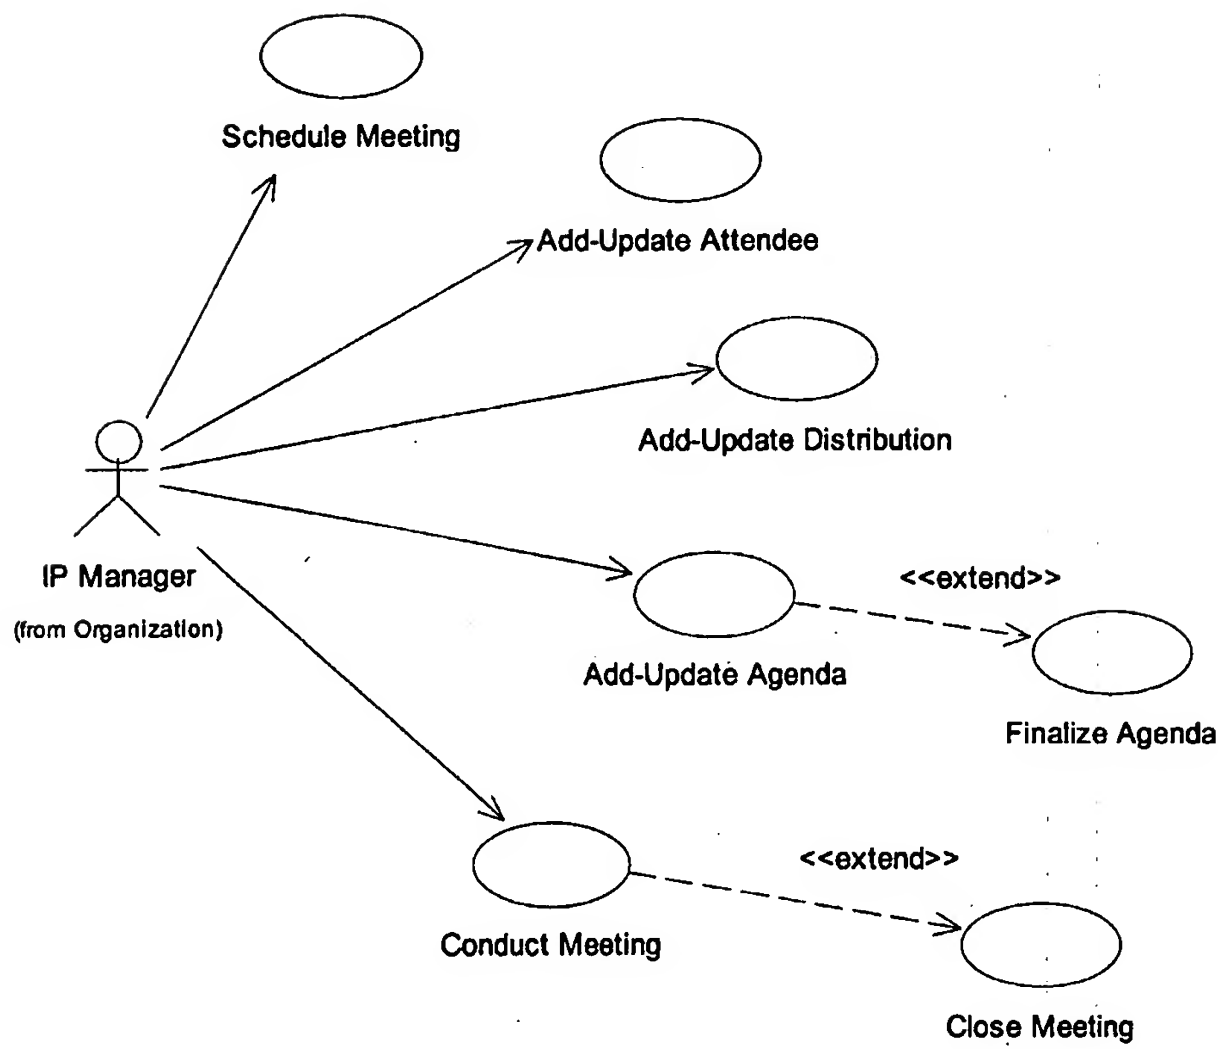 Schedule Meeting
Add-Update Attendee
Add-Update Distribution
IP Manager
(from Organization)
<<extend>>
Add-Update Agenda
Finalize Agenda
<<extend>>
Conduct Meeting
Close Meeting